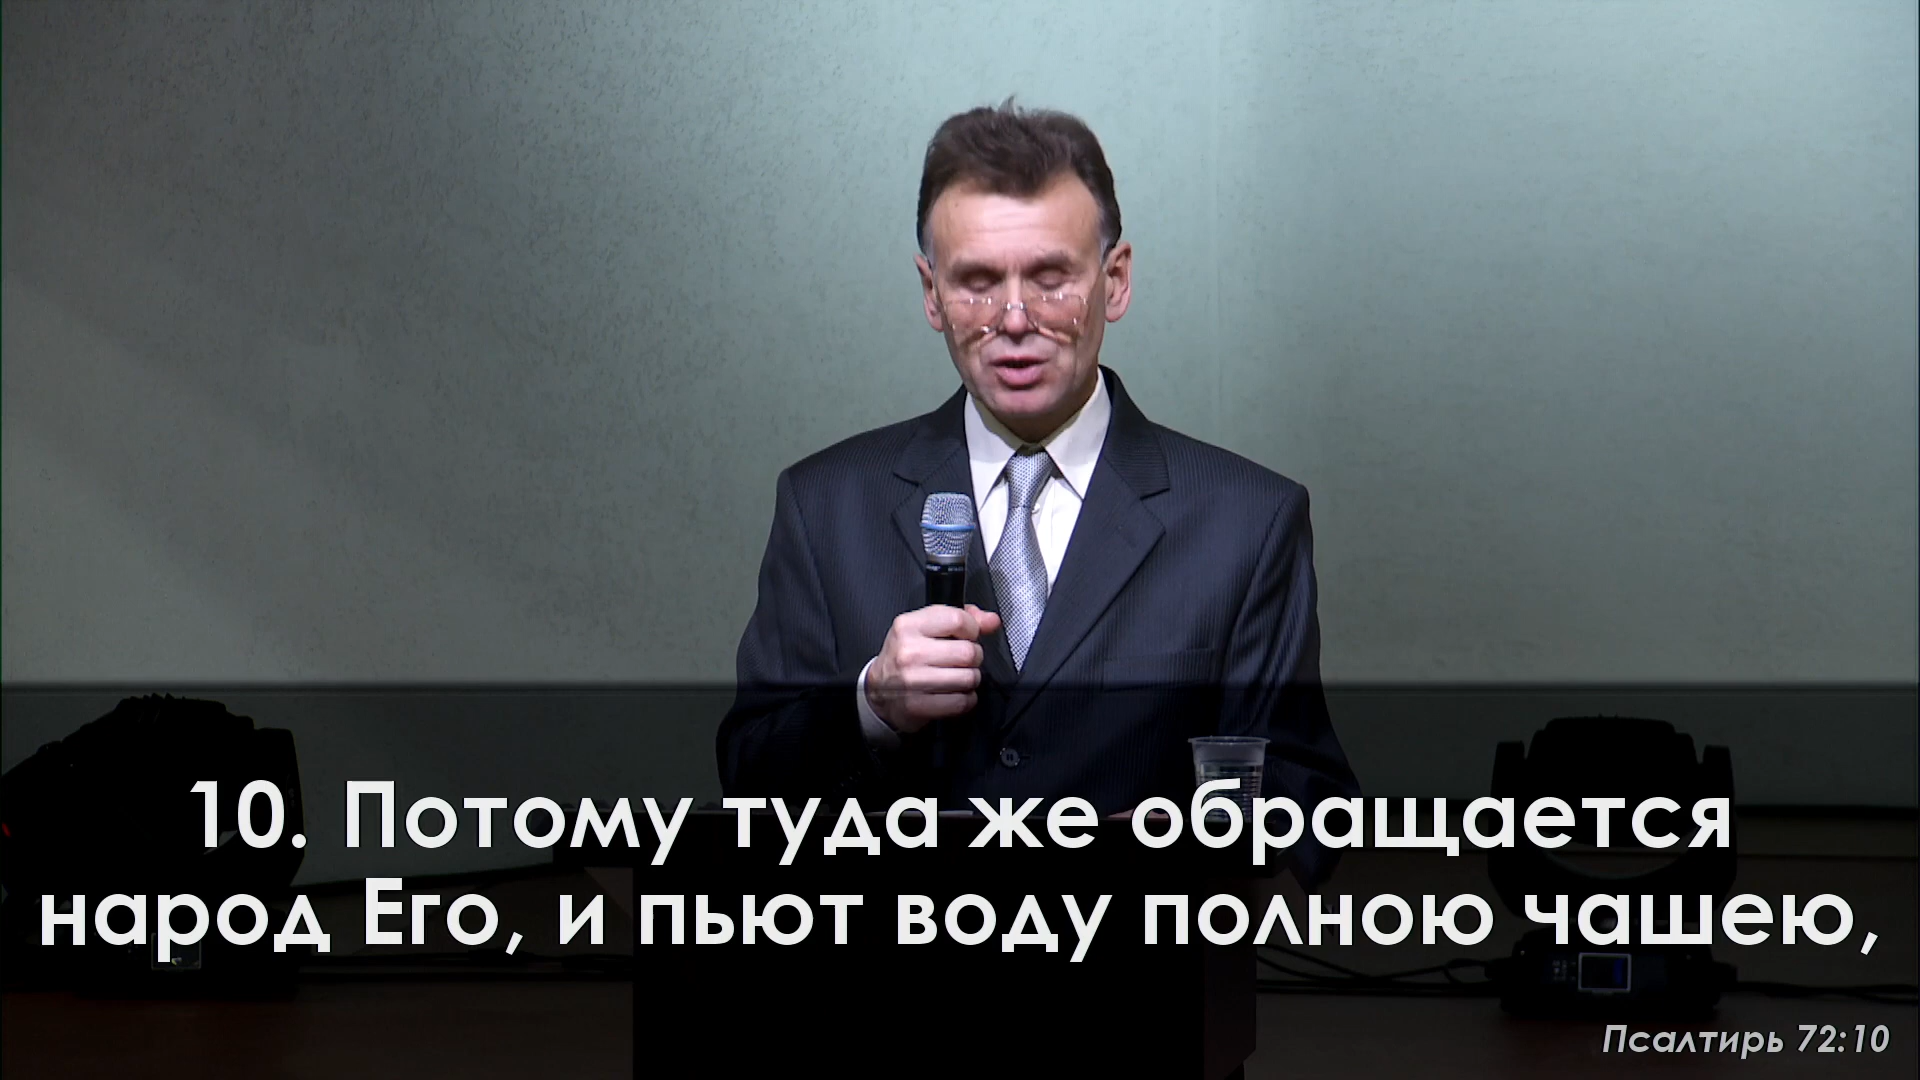 10. Потому туда же обращается
народ Его, и пьют воду полною чашею,
Псалтирь 72:10